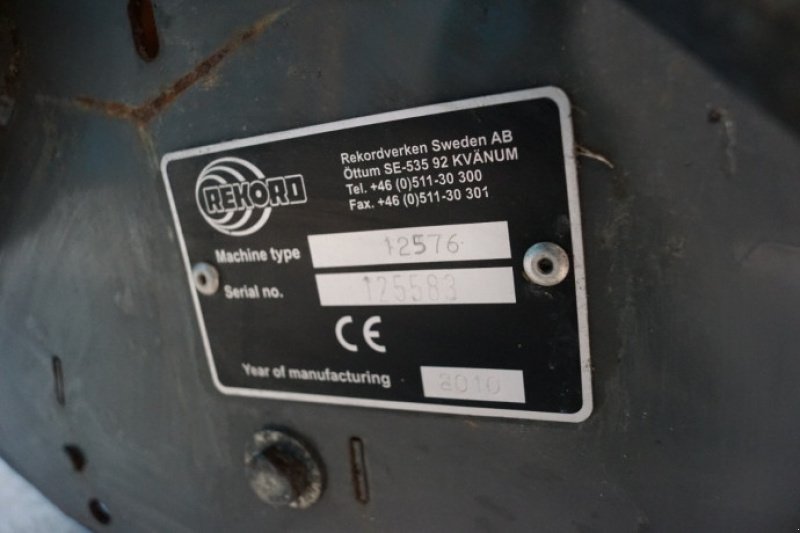 REKORD
Rekordverken Sweden AB
Öttum SE-535 92 KVÄNUM
Tel. +46 (0)511-30 300
Fax. +46 (0)511-30 301
Machine type 12576
Serial no. 125583
CE
Year of manufacturing 2010